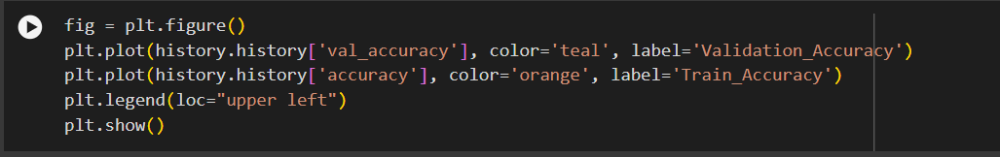 fig = plt.figure()
plt.plot(history.history['val_accuracy'], color='teal', label='Validation_Accuracy')
plt.plot(history.history['accuracy'], color='orange', label='Train_Accuracy')
plt.legend(loc="upper left")
plt.show()